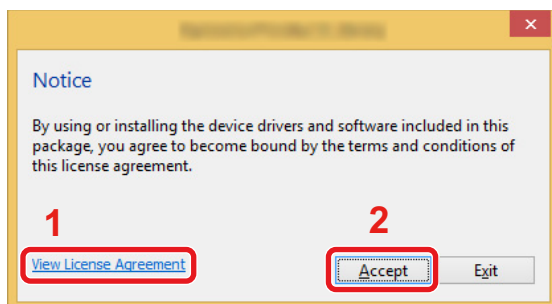 Notice
By using or installing the device drivers and software included in this
package, you agree to become bound by the terms and conditions of
this license agreement.
1
2
View License Agreement
Accept
Exit